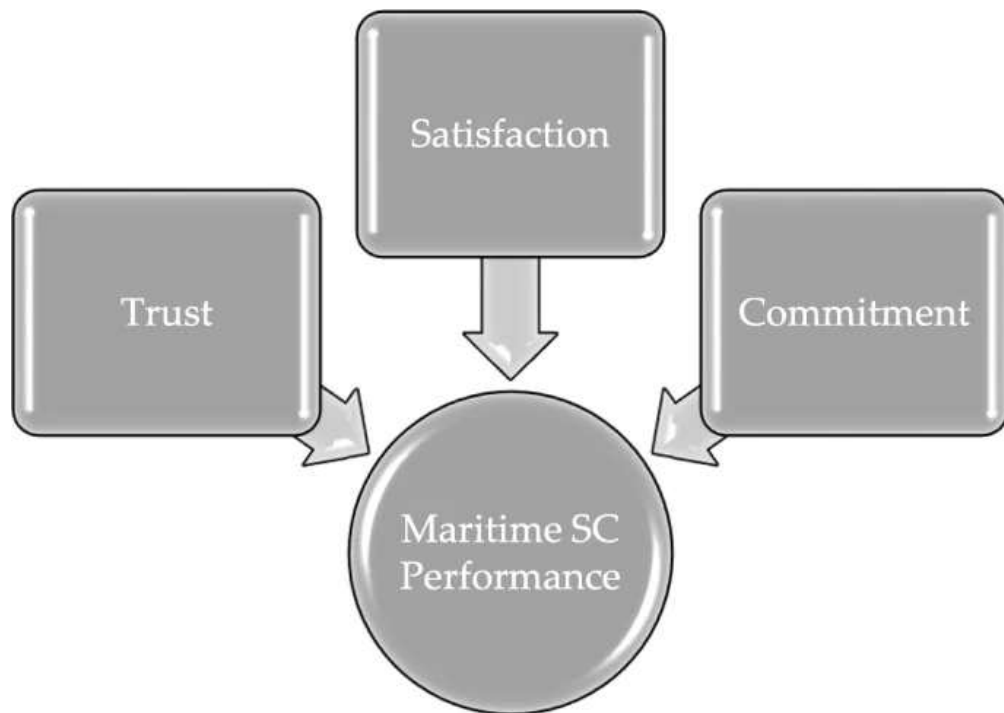 Satisfaction
Trust
Commitment
Maritime SC
Performance